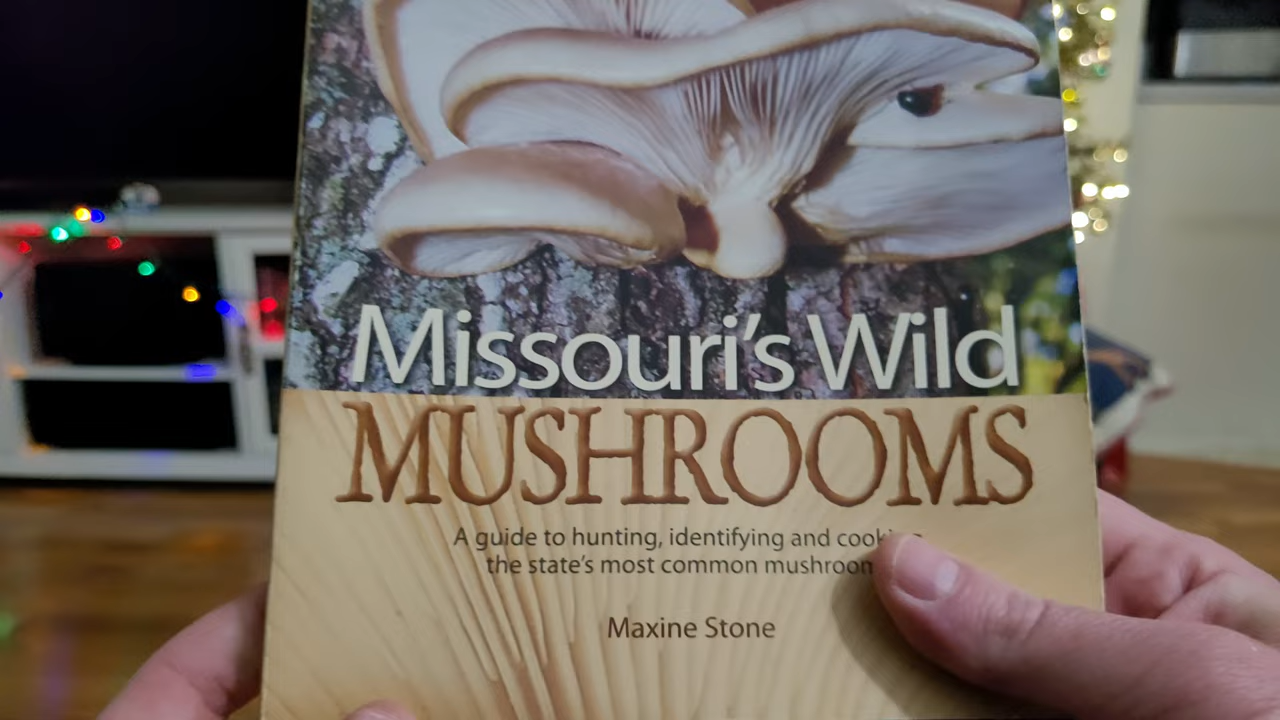 Missouri's Wild
MUSHROOMS
A guide to hunting, identifying and
the state's most common
Maxine Stone